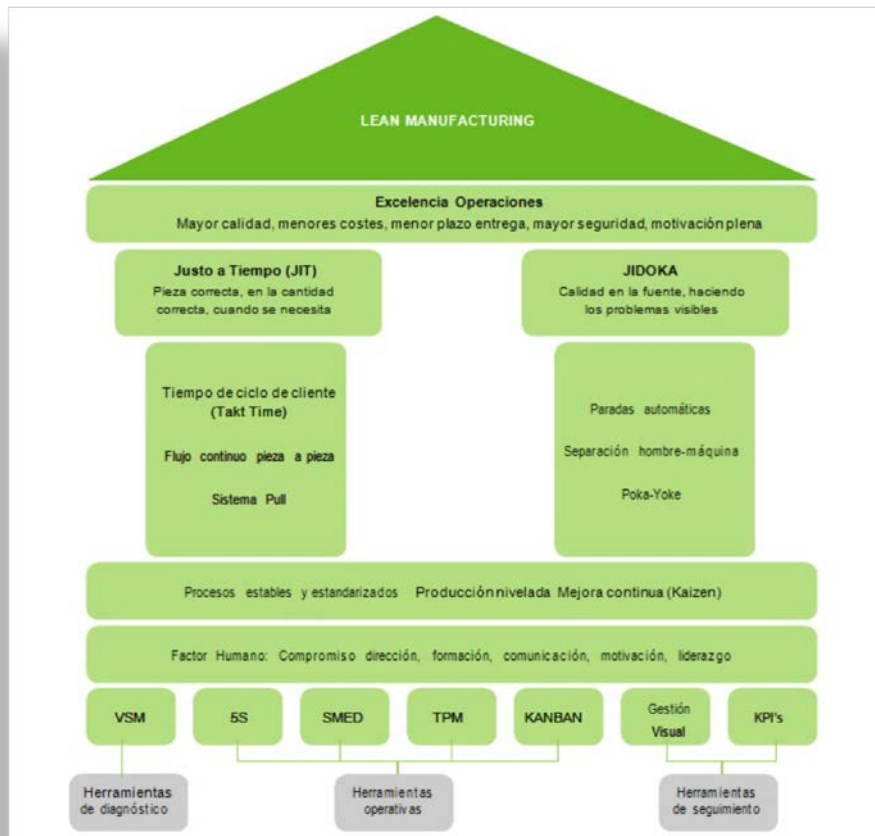 LEAN MANUFACTURING
Excelencia Operaciones
Mayor calidad, menores costes, menor plazo entrega, mayor seguridad, motivación plena
Justo a Tiempo (JIT)
Pieza correcta, en la cantidad
correcta, cuando se necesita
JIDOKA
Calidad en la fuente, haciendo
los problemas visibles
Tiempo de ciclo de cliente
(Takt Time)
Flujo continuo pieza a pieza
Sistema Pull
Paradas automáticas
Separación hombre-máquina
Poka-Yoke
Procesos estables y estandarizados Producción nivelada Mejora continua (Kaizen)
Factor Humano: Compromiso dirección, formación, comunicación, motivación, liderazgo
VSM
5S
SMED
TPM
KANBAN
Gestión
Visual
KPI's
Herramientas
de diagnóstico
Herramientas
operativas
Herramientas
de seguimiento